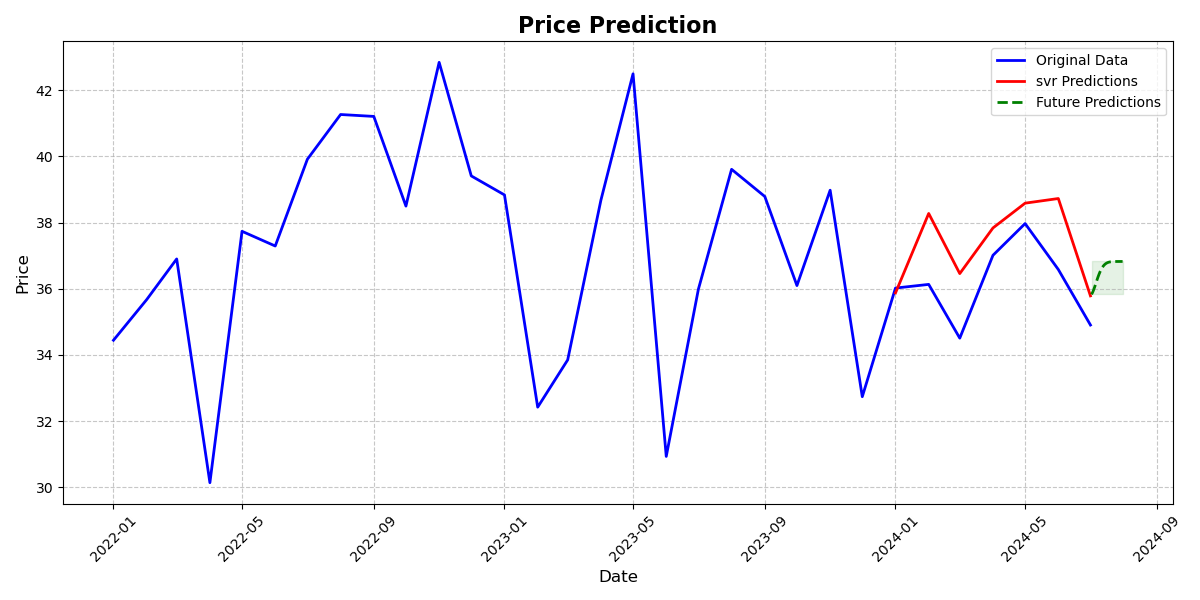 Price Prediction
Original Data
svr Predictions
Future Predictions
Price
42
40
38
36
34
32
30
2022-01
2022-05
2022-09
2023-01
2023-05
2023-09
2024-01
2024-05
2024-09
Date